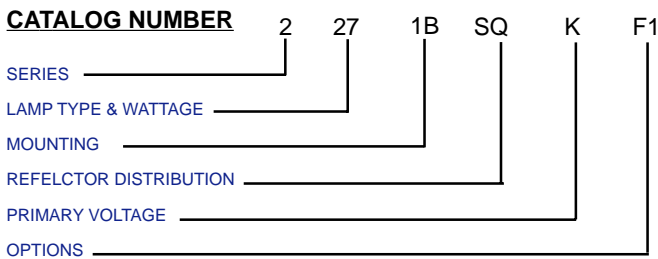 CATALOG NUMBER 2 27 1B SQ K F1
SERIES
LAMP TYPE & WATTAGE
MOUNTING
REFELCTOR DISTRIBUTION
PRIMARY VOLTAGE
OPTIONS